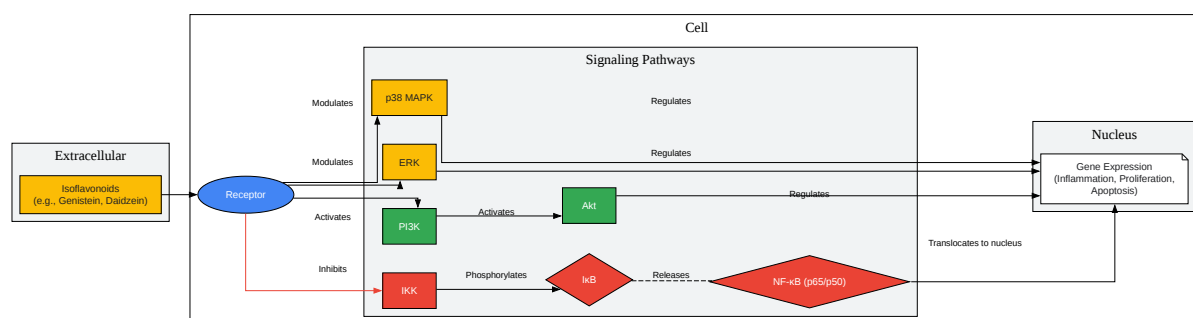 Cell
Signaling Pathways
Modulates
p38 MAPK
Regulates
Nucleus
Extracellular
Isoflavonoids
(e.g., Genistein, Daidzein)
Receptor
Modulates
ERK
Regulates
Gene Expression
(Inflammation, Proliferation,
Apoptosis)
Activates
PI3K
Activates
Akt
Regulates
Translocates to nucleus
Inhibits
IKK
Phosphorylates
IκB
Releases
NF-κB (p65/p50)